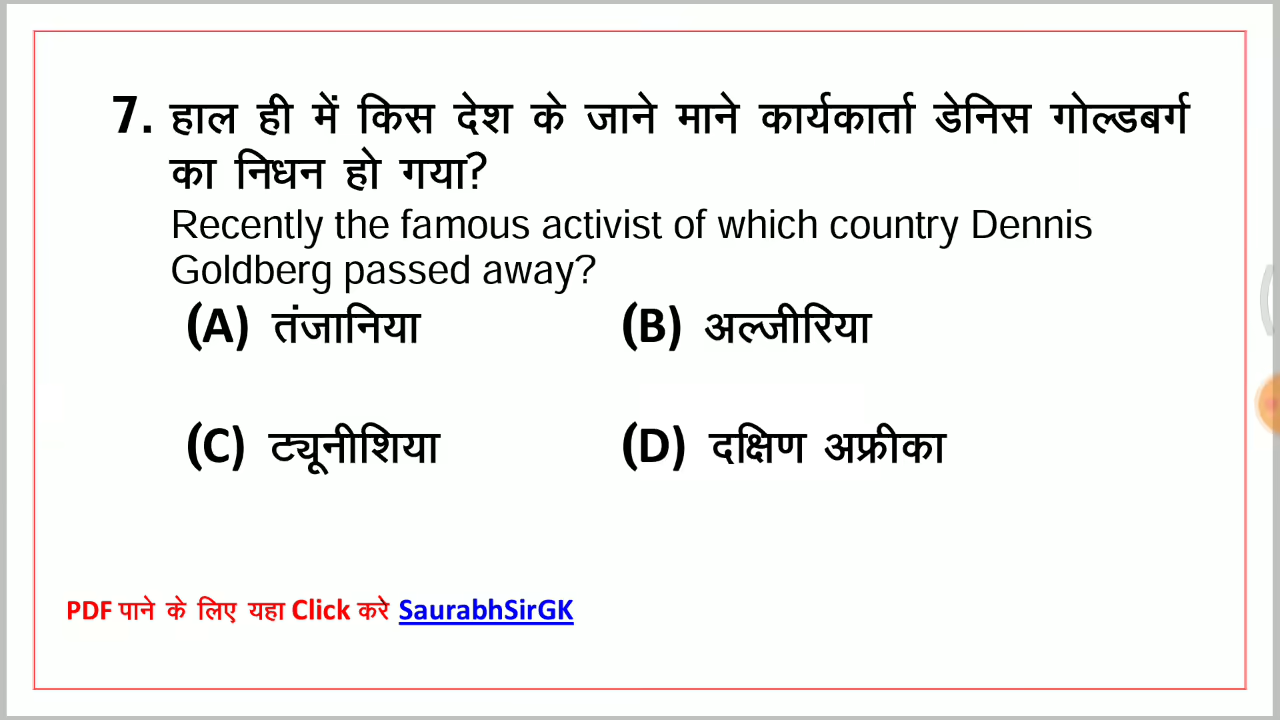 7. हाल ही में किस देश के जाने माने कार्यकार्ता डेनिस गोल्डबर्ग
का निधन हो गया?
Recently the famous activist of which country Dennis
Goldberg passed away?
(A) तंजानिया (B) अल्जीरिया
(C) ट्यूनीशिया (D) दक्षिण अफ्रीका
PDF पाने के लिए यहा Click करे SaurabhSirGK